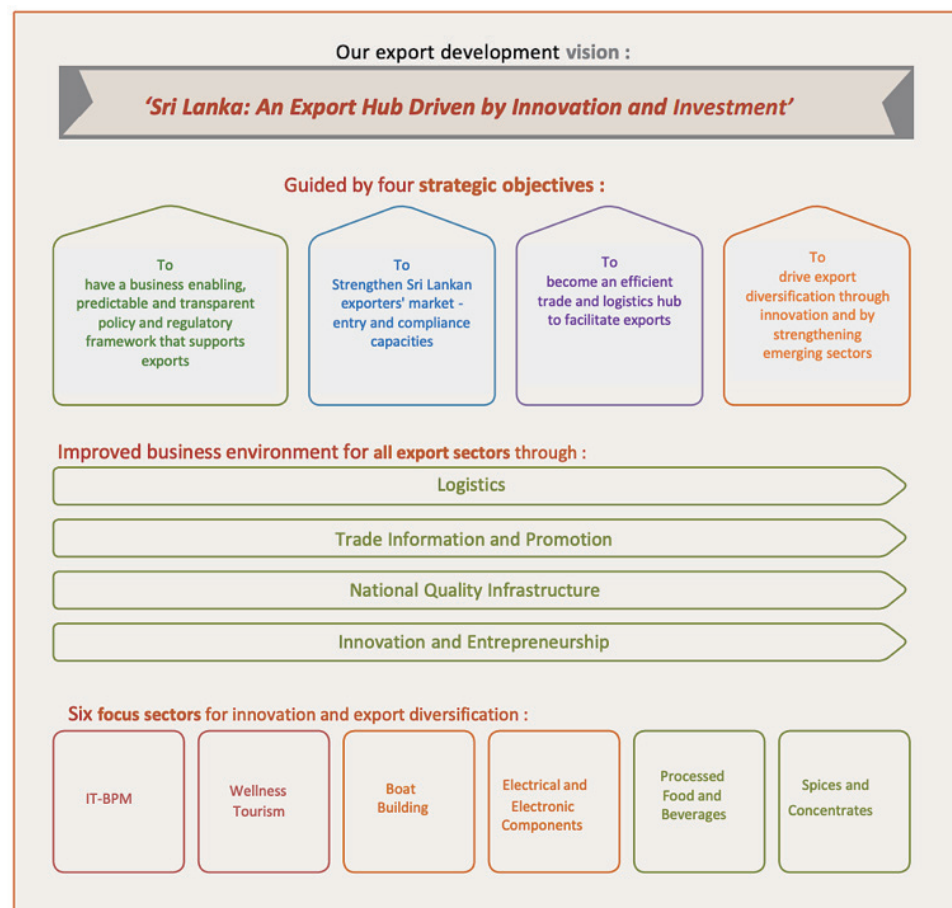 Our export development vision :
‘Sri Lanka: An Export Hub Driven by Innovation and Investment’
Guided by four strategic objectives :
To
have a business enabling,
predictable and transparent
policy and regulatory
framework that supports
exports
To
Strengthen Sri Lankan
exporters' market -
entry and compliance
capacities
To
become an efficient
trade and logistics hub
to facilitate exports
To
drive export
diversification through
innovation and by
strengthening
emerging sectors
Improved business environment for all export sectors through :
Logistics
Trade Information and Promotion
National Quality Infrastructure
Innovation and Entrepreneurship
Six focus sectors for innovation and export diversification :
IT-BPM
Wellness
Tourism
Boat
Building
Electrical and
Electronic
Components
Processed
Food and
Beverages
Spices and
Concentrates